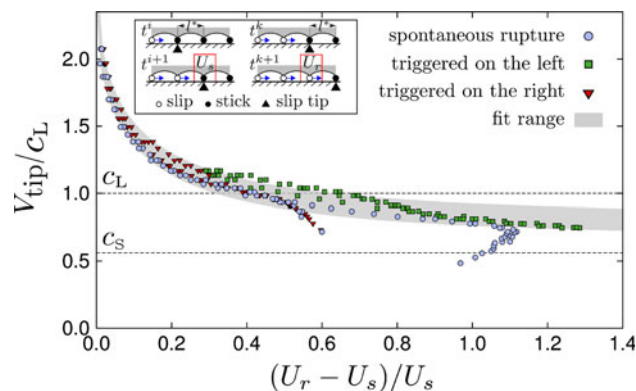 V_tip/c_L
2.0
1.5
1.0
0.5
0.0
c_L
c_S
t^i
l*
t^k
l*
t^{i+1}
U_s
t^{k+1}
U_r
○ slip ● stick ▲ slip tip
spontaneous rupture
triggered on the left
triggered on the right
fit range
0.0 0.2 0.4 0.6 0.8 1.0 1.2 1.4
(U_r − U_s)/U_s